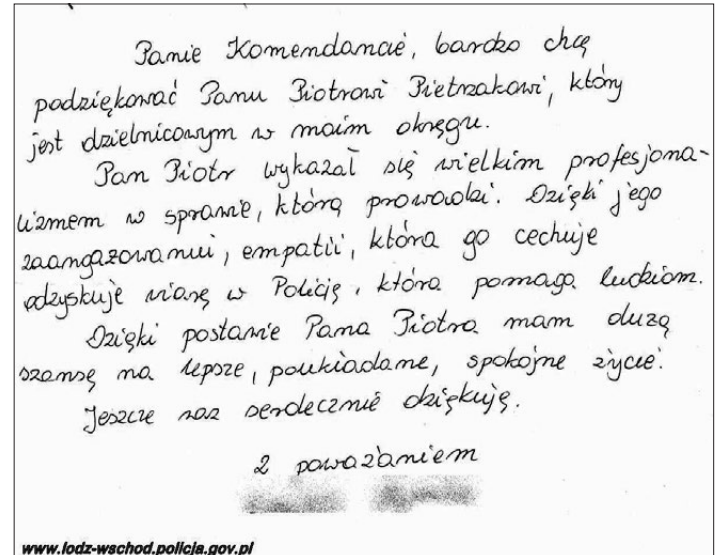 Panie Komendancie, bardzo chcę
podziękować Panu Piotrowi Pietrzakowi, który
jest dzielnicowym w moim okręgu.
Pan Piotr wykazał się wielkim profesjona-
lizmem w sprawie, którą prowadzi. Dzięki jego
zaangażowaniu, empatii, która go cechuje
odzyskuję wiarę w Policję, która pomaga ludziom.
Dzięki postawie Pana Piotra mam dużą
szansę na lepsze, poukładane, spokojne życie.
Jeszcze raz serdecznie dziękuję.
Z poważaniem
www.lodz-wschod.policja.gov.pl